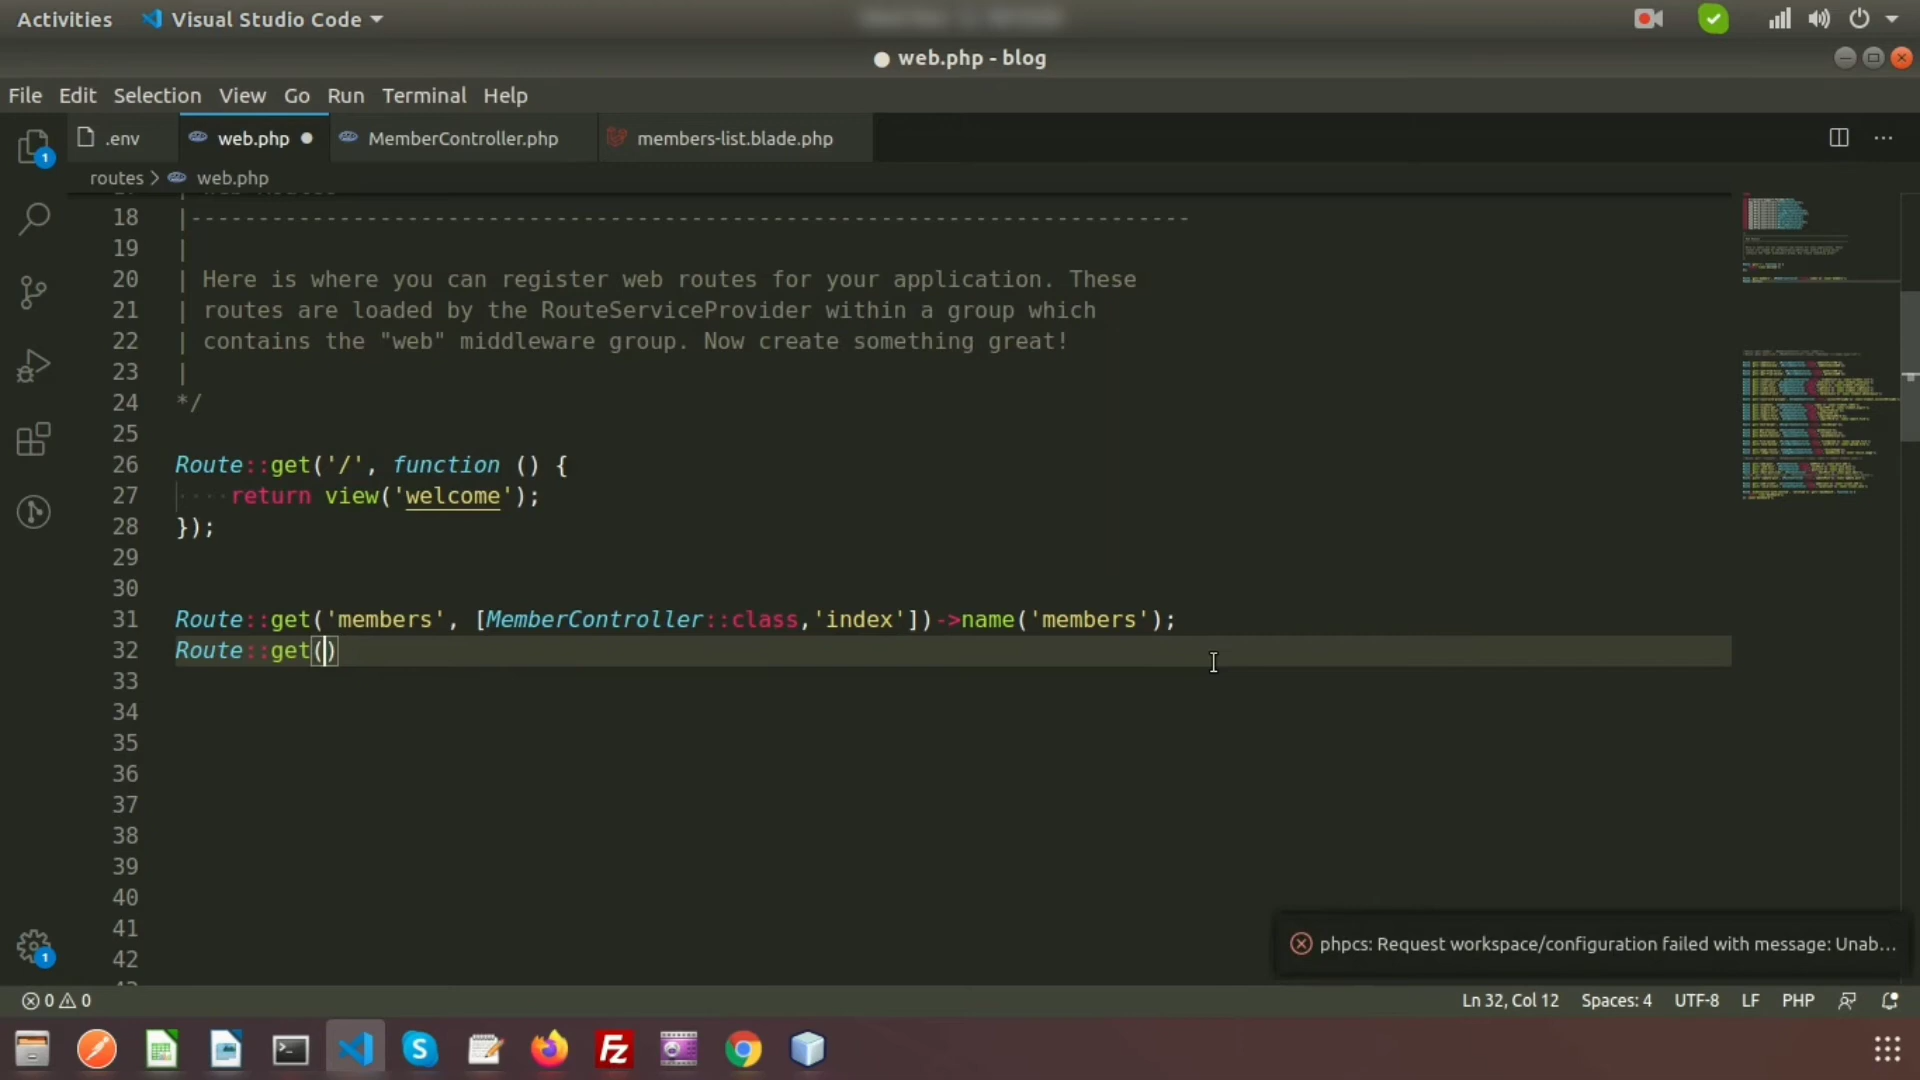 Activities Visual Studio Code
web.php - blog
File Edit Selection View Go Run Terminal Help
.env web.php MemberController.php members-list.blade.php
routes > web.php
18 |--------------------------------------------------------------------------
19 |
20 | Here is where you can register web routes for your application. These
21 | routes are loaded by the RouteServiceProvider within a group which
22 | contains the "web" middleware group. Now create something great!
23 |
24 */
25
26 Route::get('/', function () {
27 ····return view('welcome');
28 });
29
30
31 Route::get('members', [MemberController::class,'index'])->name('members');
32 Route::get()
33
34
35
36
37
38
39
40
41
42
phpcs: Request workspace/configuration failed with message: Unab...
0 0 Ln 32, Col 12 Spaces: 4 UTF-8 LF PHP